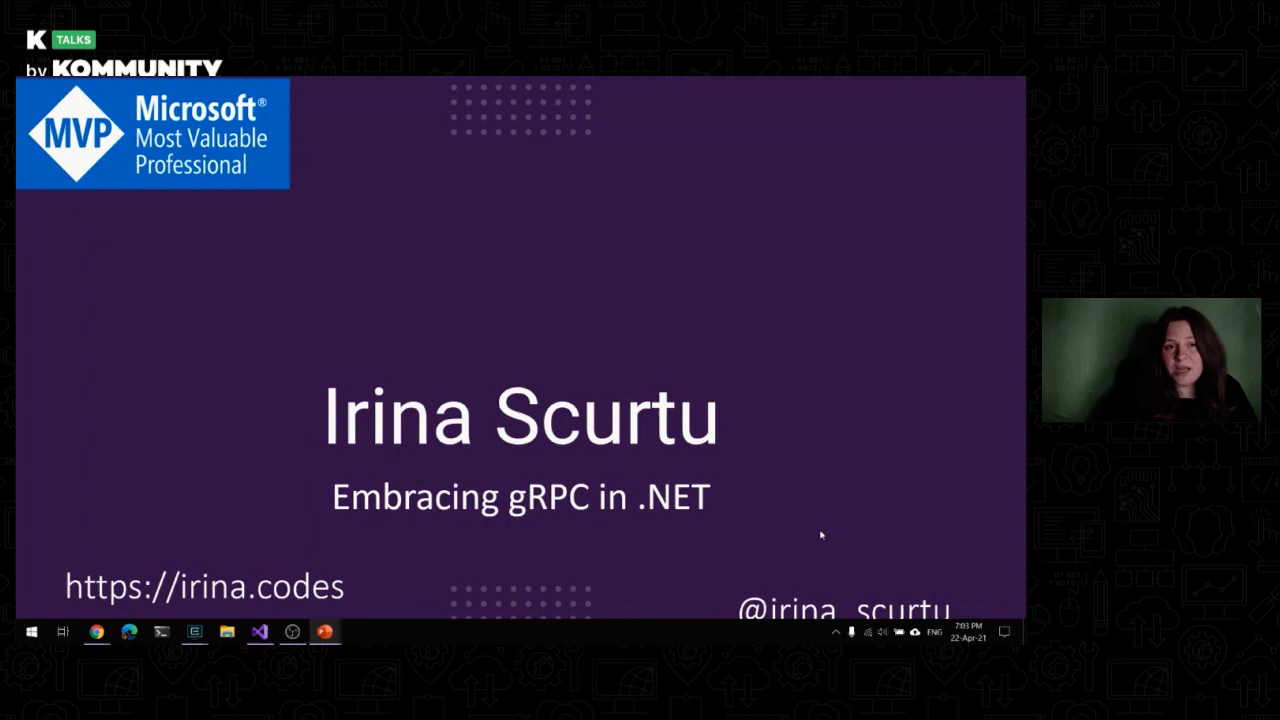 K TALKS
by KOMMUNITY
MVP
Microsoft®
Most Valuable
Professional
Irina Scurtu
Embracing gRPC in .NET
https://irina.codes
@irina_scurtu
ENG
7:03 PM
22-Apr-21